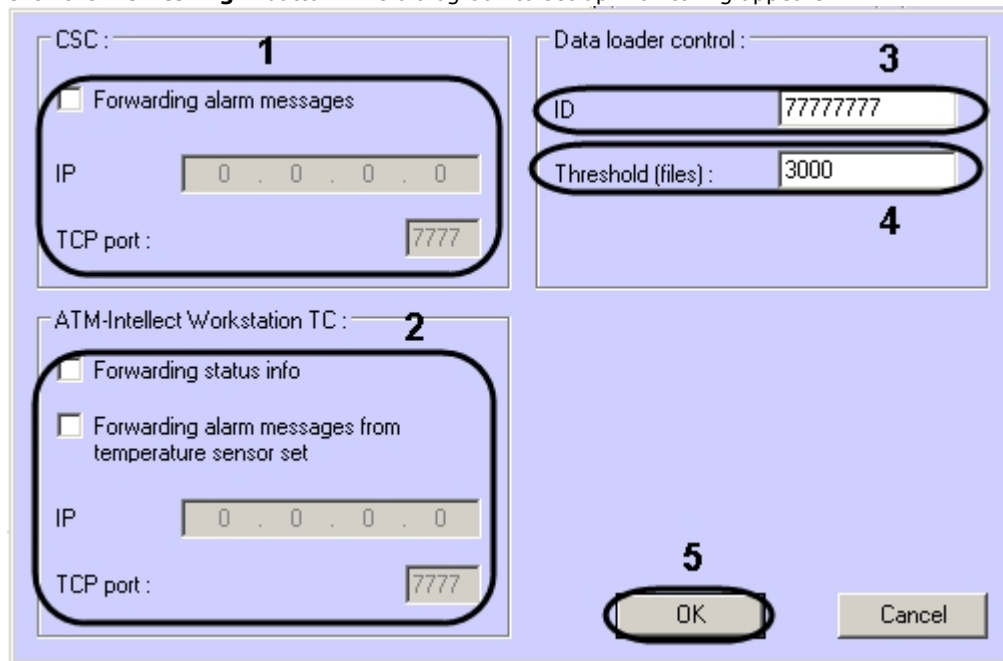 CSC :
1
Forwarding alarm messages
IP
0 . 0 . 0 . 0
TCP port :
7777
ATM-Intellect Workstation TC :
2
Forwarding status info
Forwarding alarm messages from
temperature sensor set
IP
0 . 0 . 0 . 0
TCP port :
7777
Data loader control :
3
ID
77777777
Threshold (files) :
3000
4
5
OK
Cancel